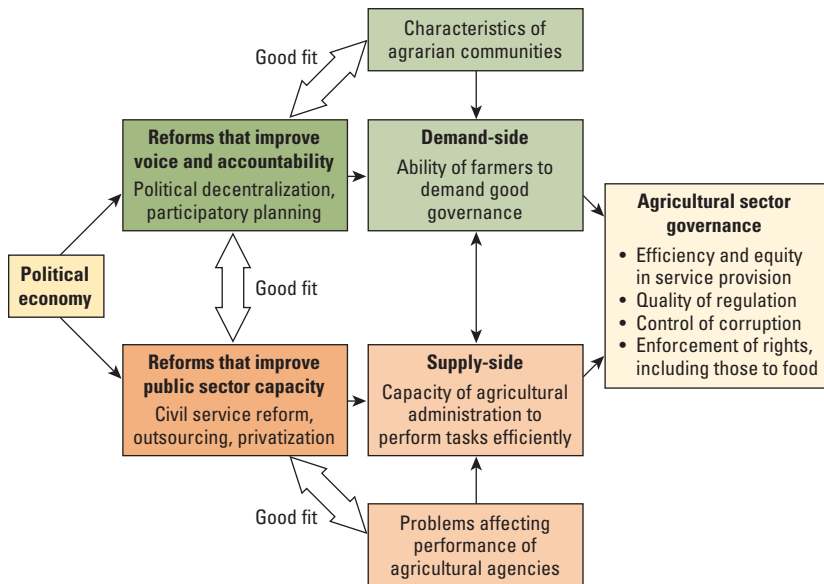 Characteristics of
agrarian communities
Good fit
Reforms that improve
voice and accountability
Political decentralization,
participatory planning
Demand-side
Ability of farmers to
demand good
governance
Agricultural sector
governance
• Efficiency and equity
in service provision
• Quality of regulation
• Control of corruption
• Enforcement of rights,
including those to food
Political
economy
Good fit
Reforms that improve
public sector capacity
Civil service reform,
outsourcing, privatization
Supply-side
Capacity of agricultural
administration to
perform tasks efficiently
Good fit
Problems affecting
performance of
agricultural agencies